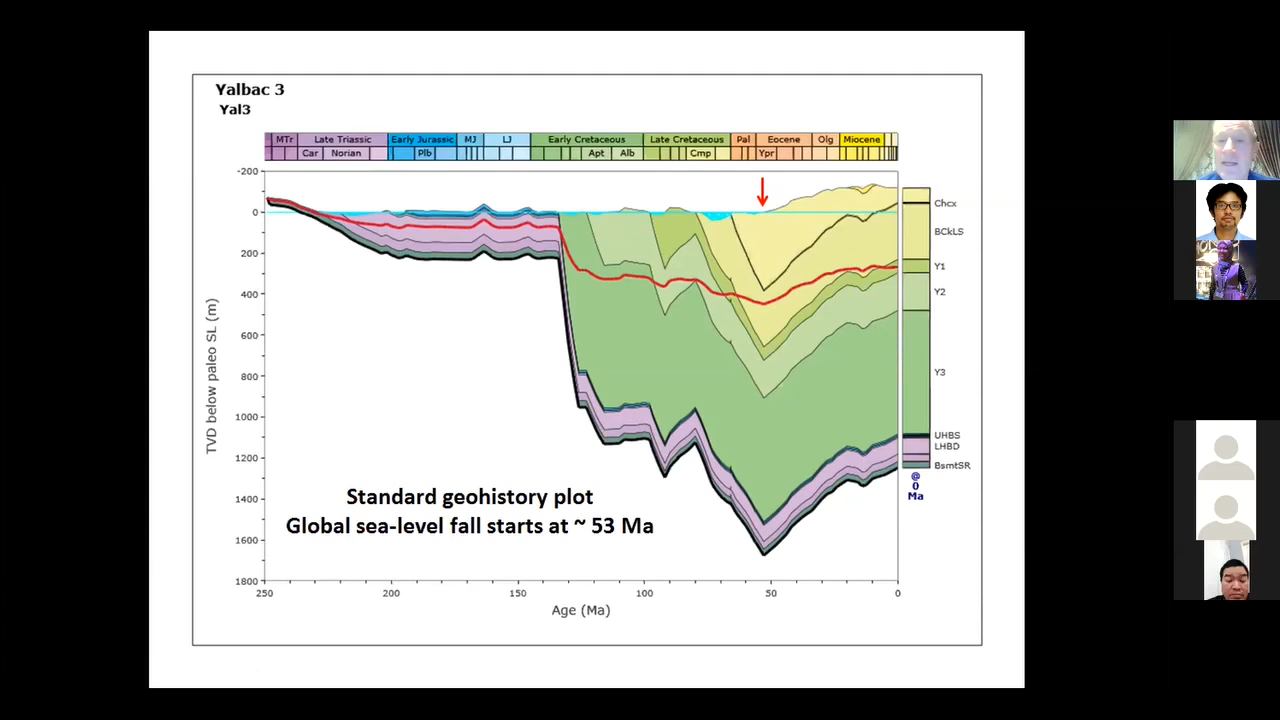 Yalbac 3
Yal3
MTr Late Triassic Early Jurassic MJ LJ Early Cretaceous Late Cretaceous Pal Eocene Olg Miocene
Car Norian Plb Apt Alb Cmp Ypr
-200
0
200
400
600
800
1000
1200
1400
1600
1800
TVD below paleo SL (m)
Chcx
BCkLS
Y1
Y2
Y3
UHBS
LHBD
BsmtSR
@
0
Ma
Standard geohistory plot
Global sea-level fall starts at ~ 53 Ma
250 200 150 100 50 0
Age (Ma)